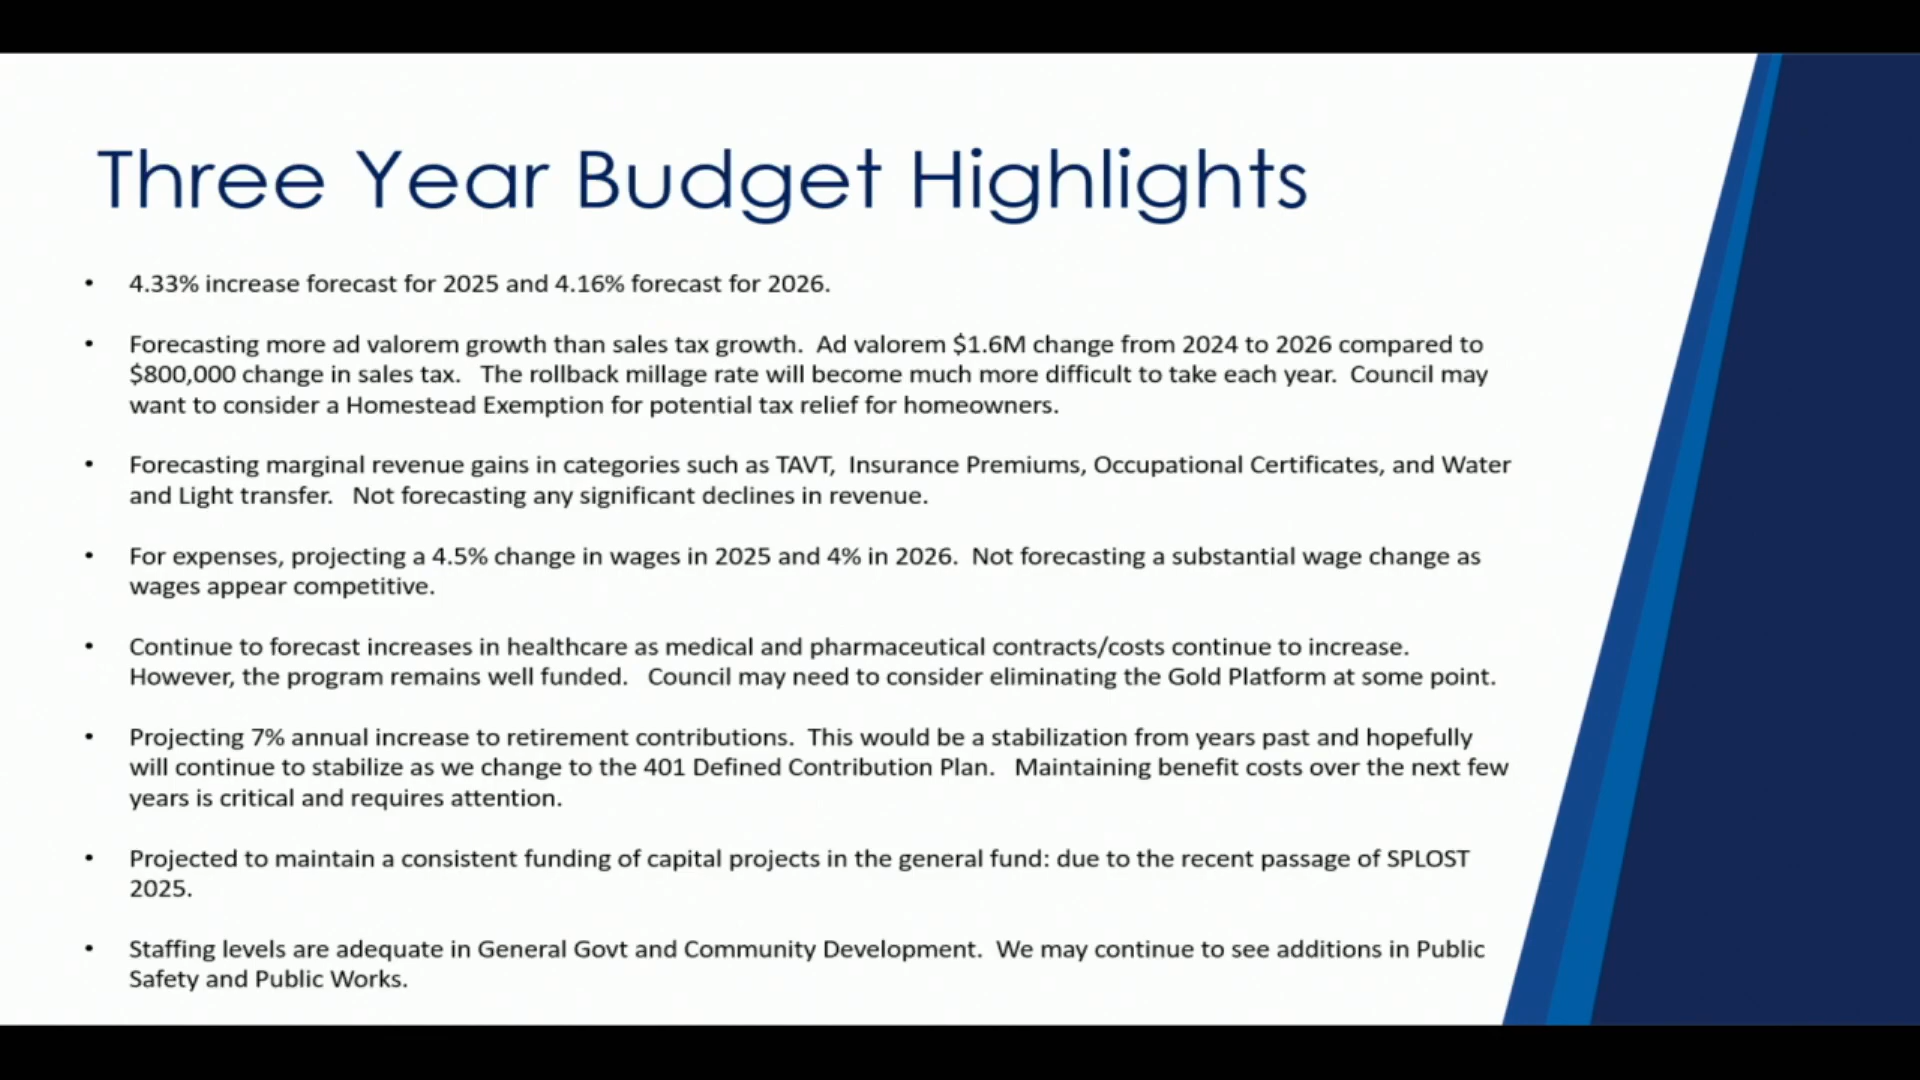 Three Year Budget Highlights
• 4.33% increase forecast for 2025 and 4.16% forecast for 2026.
• Forecasting more ad valorem growth than sales tax growth.  Ad valorem $1.6M change from 2024 to 2026 compared to
$800,000 change in sales tax.   The rollback millage rate will become much more difficult to take each year.  Council may
want to consider a Homestead Exemption for potential tax relief for homeowners.
• Forecasting marginal revenue gains in categories such as TAVT,  Insurance Premiums, Occupational Certificates, and Water
and Light transfer.   Not forecasting any significant declines in revenue.
• For expenses, projecting a 4.5% change in wages in 2025 and 4% in 2026.  Not forecasting a substantial wage change as
wages appear competitive.
• Continue to forecast increases in healthcare as medical and pharmaceutical contracts/costs continue to increase.
However, the program remains well funded.   Council may need to consider eliminating the Gold Platform at some point.
• Projecting 7% annual increase to retirement contributions.  This would be a stabilization from years past and hopefully
will continue to stabilize as we change to the 401 Defined Contribution Plan.   Maintaining benefit costs over the next few
years is critical and requires attention.
• Projected to maintain a consistent funding of capital projects in the general fund: due to the recent passage of SPLOST
2025.
• Staffing levels are adequate in General Govt and Community Development.  We may continue to see additions in Public
Safety and Public Works.